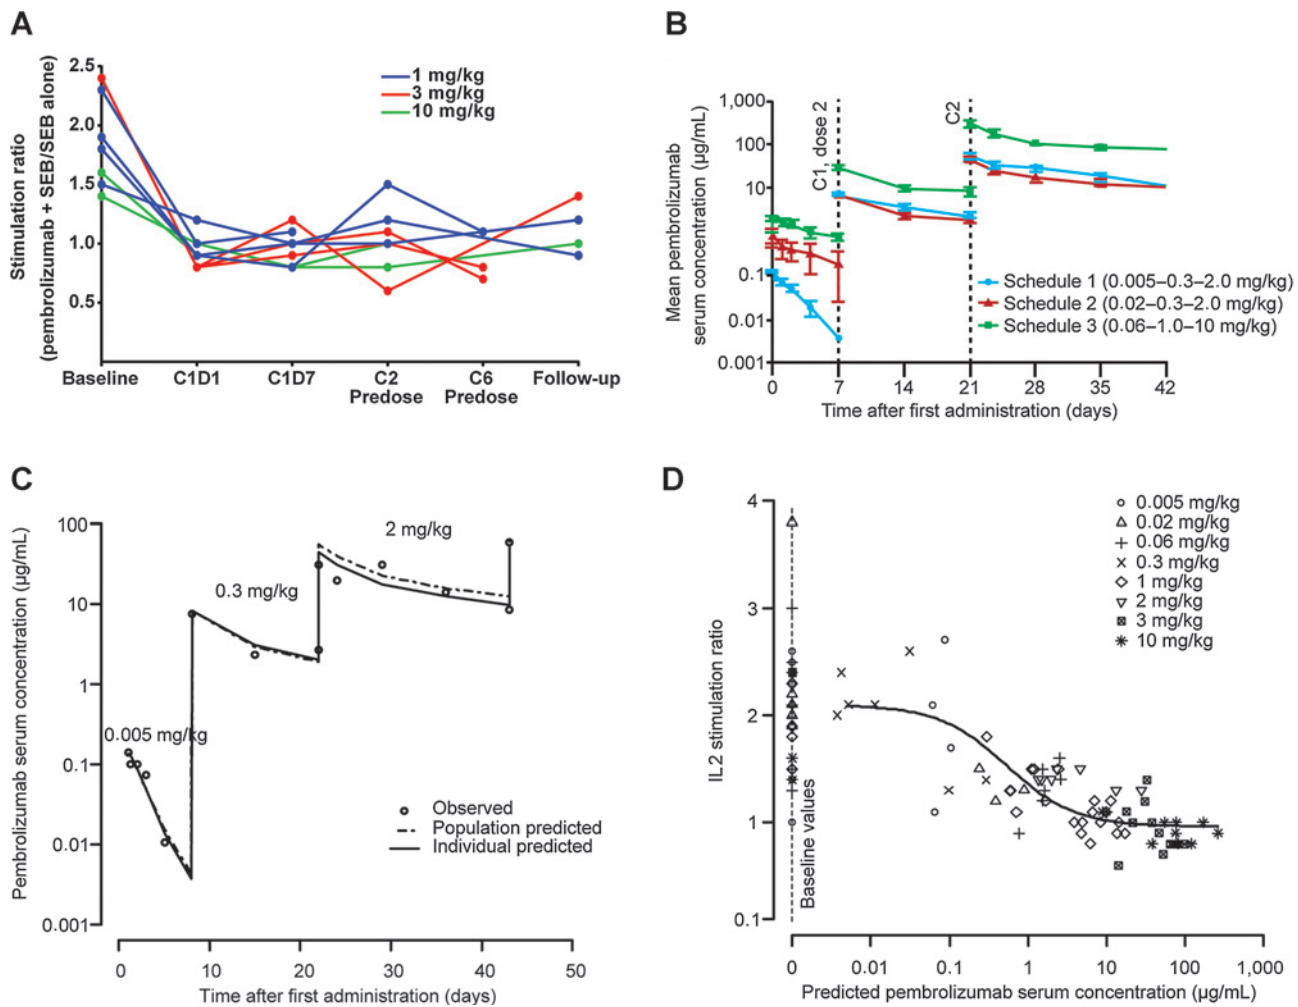 A
Stimulation ratio
(pembrolizumab + SEB/SEB alone)
2.5
2.0
1.5
1.0
0.5
1 mg/kg
3 mg/kg
10 mg/kg
Baseline C1D1 C1D7 C2 Predose C6 Predose Follow-up
B
Mean pembrolizumab
serum concentration (µg/mL)
1,000
100
10
0.1
0.01
0.001
C1, dose 2
C2
Schedule 1 (0.005–0.3–2.0 mg/kg)
Schedule 2 (0.02–0.3–2.0 mg/kg)
Schedule 3 (0.06–1.0–10 mg/kg)
0 7 14 21 28 35 42
Time after first administration (days)
C
Pembrolizumab serum concentration (µg/mL)
100
10
1
0.1
0.01
0.001
0.005 mg/kg
0.3 mg/kg
2 mg/kg
Observed
Population predicted
Individual predicted
0 10 20 30 40 50
Time after first administration (days)
D
IL2 stimulation ratio
4
3
2
1
0.1
Baseline values
0.005 mg/kg
0.02 mg/kg
0.06 mg/kg
0.3 mg/kg
1 mg/kg
2 mg/kg
3 mg/kg
10 mg/kg
0 0.01 0.1 1 10 100 1,000
Predicted pembrolizumab serum concentration (µg/mL)